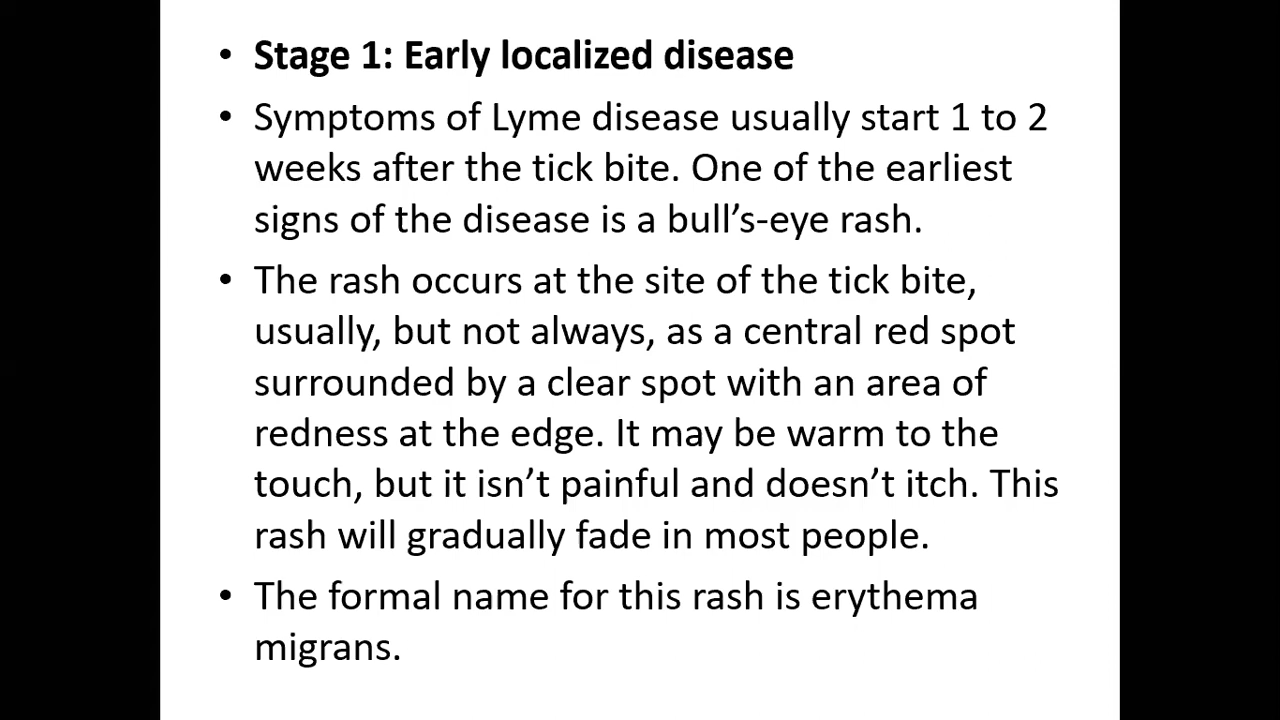 • Stage 1: Early localized disease
• Symptoms of Lyme disease usually start 1 to 2
weeks after the tick bite. One of the earliest
signs of the disease is a bull’s-eye rash.
• The rash occurs at the site of the tick bite,
usually, but not always, as a central red spot
surrounded by a clear spot with an area of
redness at the edge. It may be warm to the
touch, but it isn’t painful and doesn’t itch. This
rash will gradually fade in most people.
• The formal name for this rash is erythema
migrans.